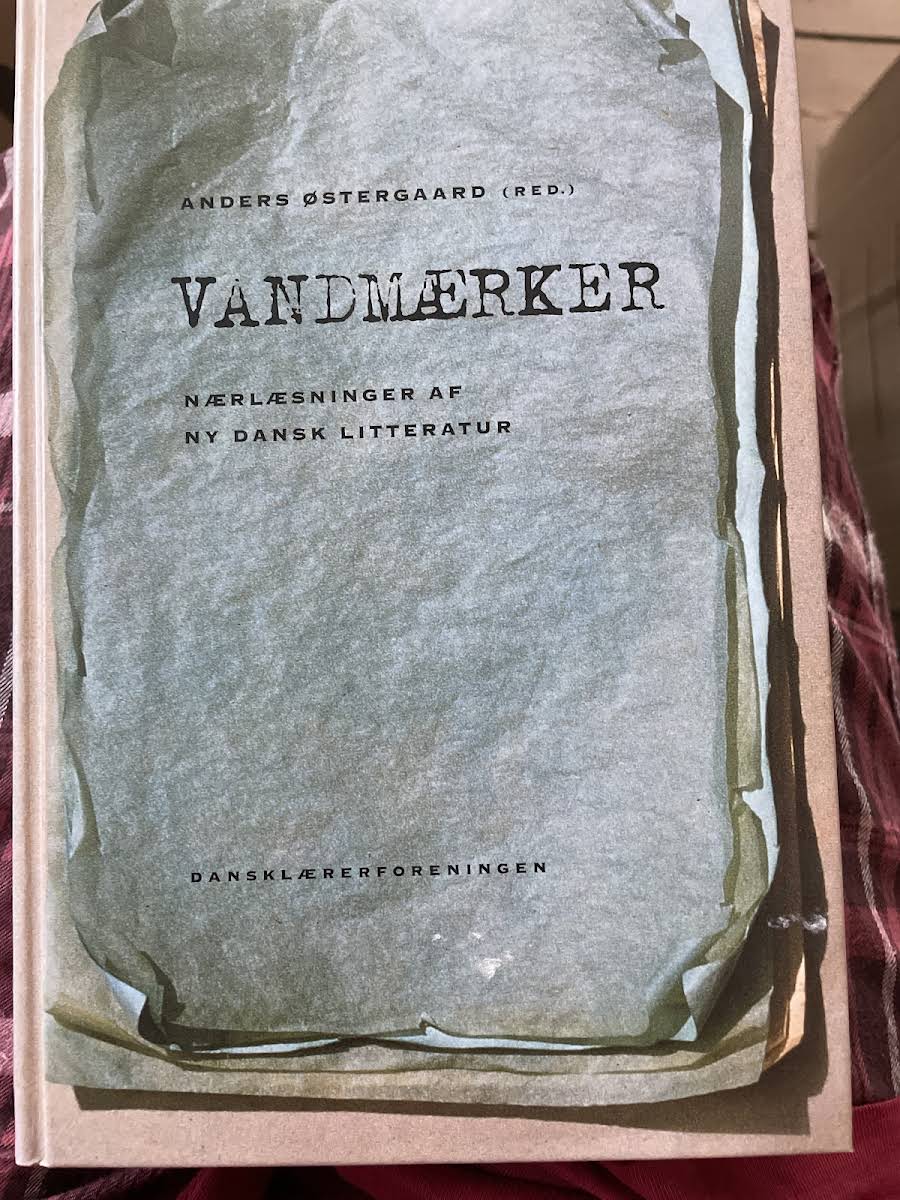 ANDERS ØSTERGAARD (RED.)
VANDMÆRKER
NÆRLÆSNINGER AF
NY DANSK LITTERATUR
DANSKLÆRERFORENINGEN